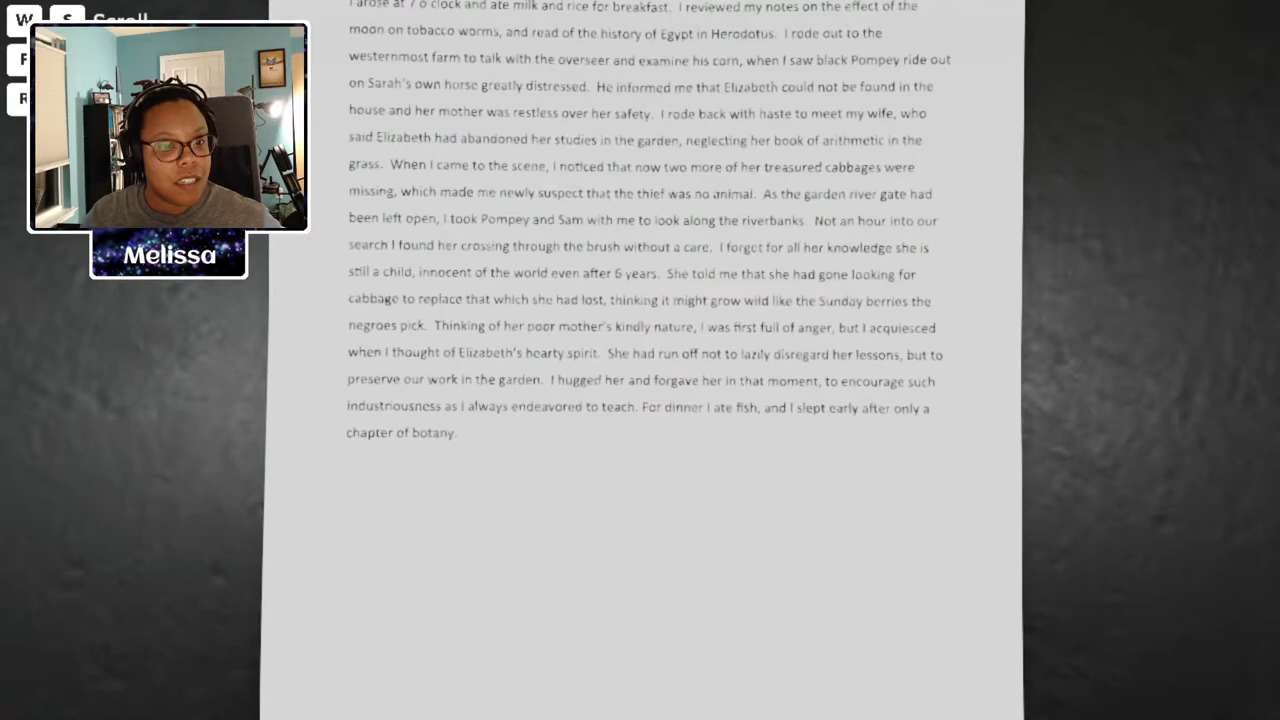 W S Scroll
F
R
Melissa
I arose at 7 o clock and ate milk and rice for breakfast. I reviewed my notes on the effect of the
moon on tobacco worms, and read of the history of Egypt in Herodotus. I rode out to the
westernmost farm to talk with the overseer and examine his corn, when I saw black Pompey ride out
on Sarah's own horse greatly distressed. He informed me that Elizabeth could not be found in the
house and her mother was restless over her safety. I rode back with haste to meet my wife, who
said Elizabeth had abandoned her studies in the garden, neglecting her book of arithmetic in the
grass. When I came to the scene, I noticed that now two more of her treasured cabbages were
missing, which made me newly suspect that the thief was no animal. As the garden river gate had
been left open, I took Pompey and Sam with me to look along the riverbanks. Not an hour into our
search I found her crossing through the brush without a care. I forget for all her knowledge she is
still a child, innocent of the world even after 6 years. She told me that she had gone looking for
cabbage to replace that which she had lost, thinking it might grow wild like the Sunday berries the
negroes pick. Thinking of her poor mother's kindly nature, I was first full of anger, but I acquiesced
when I thought of Elizabeth's hearty spirit. She had run off not to lazily disregard her lessons, but to
preserve our work in the garden. I hugged her and forgave her in that moment, to encourage such
industriousness as I always endeavored to teach. For dinner I ate fish, and I slept early after only a
chapter of botany.